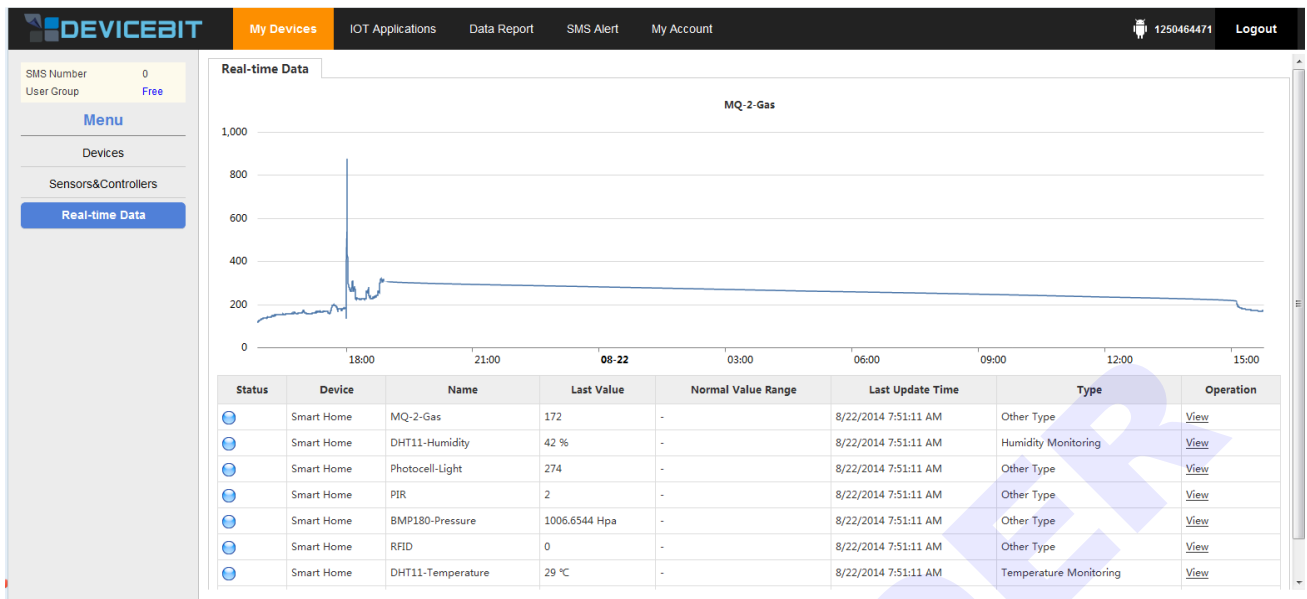 DEVICEBIT My Devices IOT Applications Data Report SMS Alert My Account 1250464471 Logout
SMS Number 0
User Group Free
Menu
Devices
Sensors&Controllers
Real-time Data
Real-time Data
MQ-2-Gas
1,000
800
600
400
200
0
18:00 21:00 08-22 03:00 06:00 09:00 12:00 15:00
Status Device Name Last Value Normal Value Range Last Update Time Type Operation
Smart Home MQ-2-Gas 172 - 8/22/2014 7:51:11 AM Other Type View
Smart Home DHT11-Humidity 42 % - 8/22/2014 7:51:11 AM Humidity Monitoring View
Smart Home Photocell-Light 274 - 8/22/2014 7:51:11 AM Other Type View
Smart Home PIR 2 - 8/22/2014 7:51:11 AM Other Type View
Smart Home BMP180-Pressure 1006.6544 Hpa - 8/22/2014 7:51:11 AM Other Type View
Smart Home RFID 0 - 8/22/2014 7:51:11 AM Other Type View
Smart Home DHT11-Temperature 29 ℃ - 8/22/2014 7:51:11 AM Temperature Monitoring View